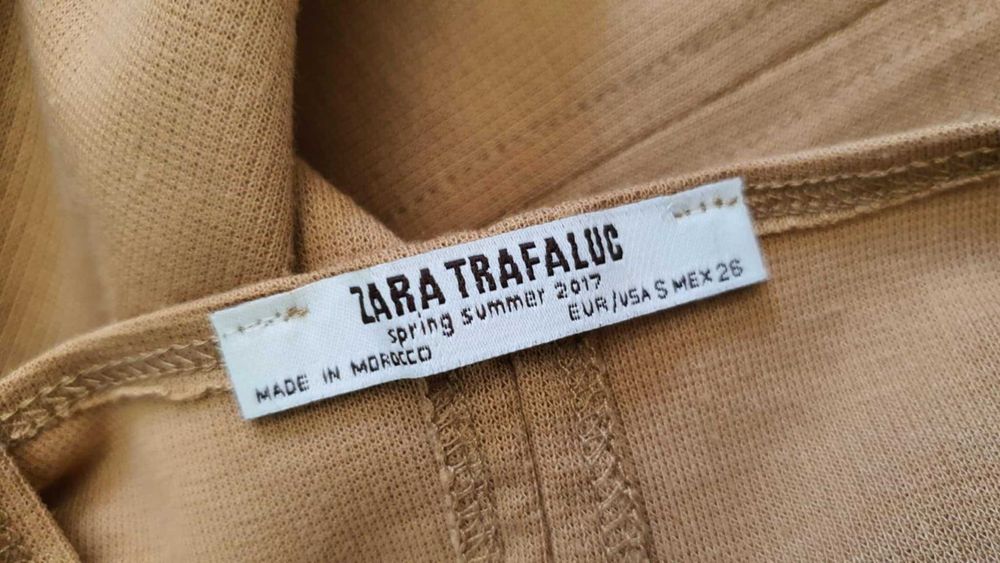 ZARA TRAFALUC
spring summer 2017
MADE IN MOROCCO EUR/USA S MEX 26